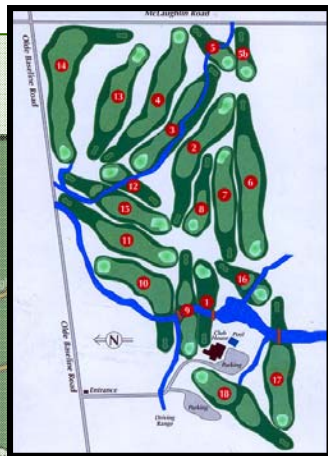 McLaughlin Road
Olde Baseline Road
14
13
4
5
5b
3
2
12
15
8
7
6
11
10
9
1
16
Club House
Pool
Parking
N
Olde Baseline Road
Entrance
18
17
Parking
Driving Range